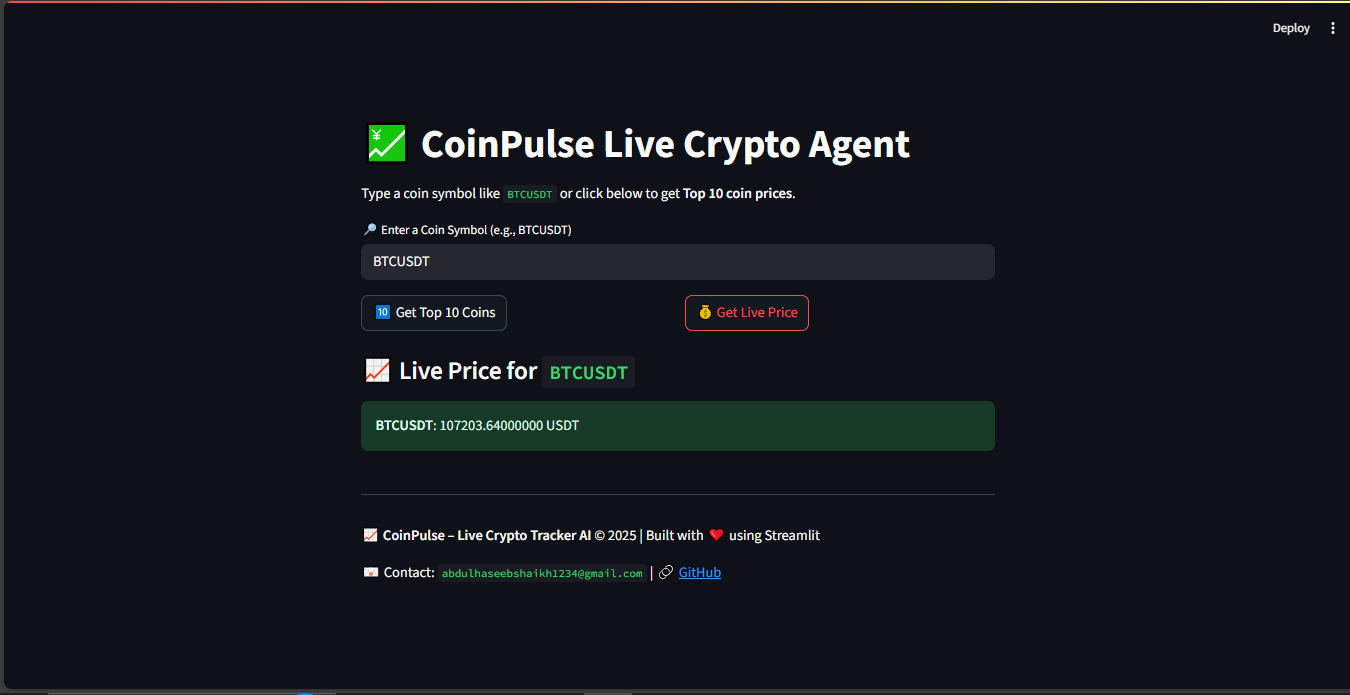 Deploy
CoinPulse Live Crypto Agent
Type a coin symbol like BTCUSDT or click below to get Top 10 coin prices.
🔎 Enter a Coin Symbol (e.g., BTCUSDT)
BTCUSDT
🔟 Get Top 10 Coins
💰 Get Live Price
📈 Live Price for BTCUSDT
BTCUSDT: 107203.64000000 USDT
📈 CoinPulse – Live Crypto Tracker AI © 2025 | Built with ❤️ using Streamlit
📧 Contact: abdulhaseebshaikh1234@gmail.com | 🔗 GitHub